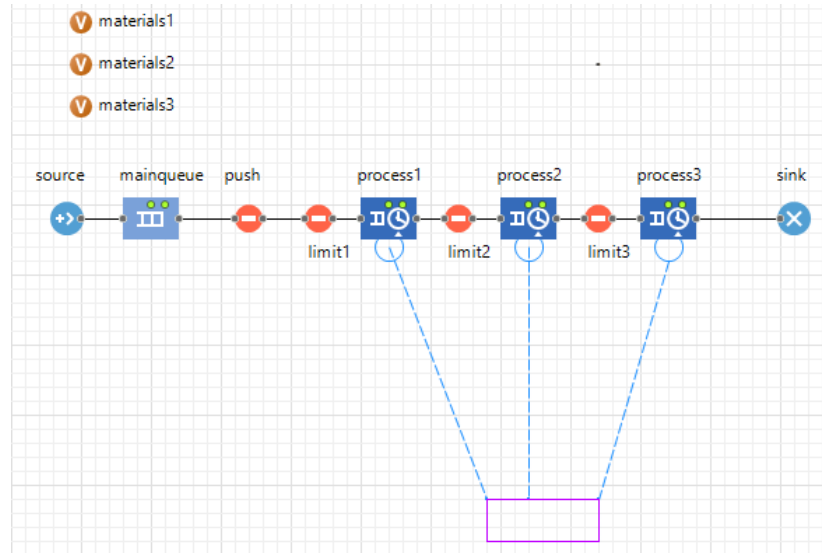 materials1
materials2
materials3
source mainqueue push process1 process2 process3 sink
limit1 limit2 limit3